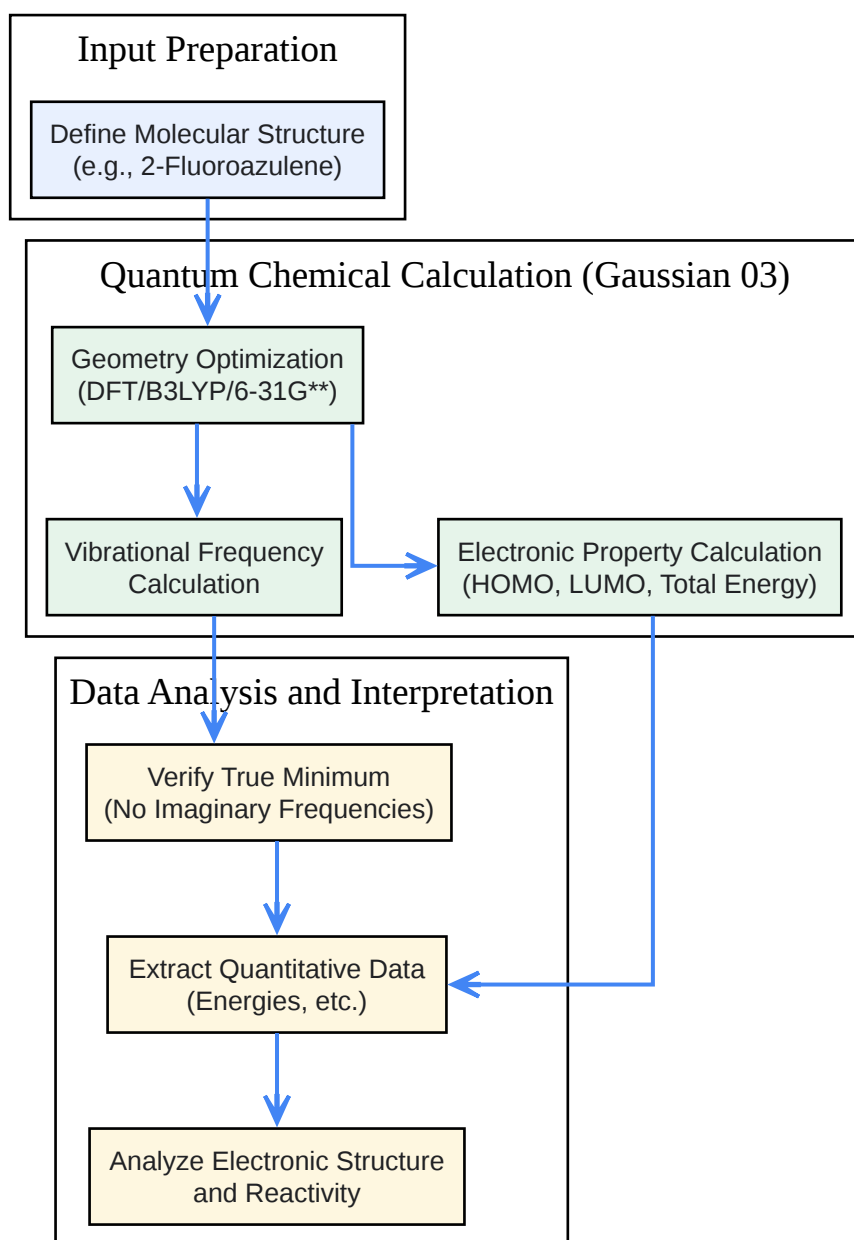 Input Preparation
Define Molecular Structure
(e.g., 2-Fluoroazulene)
Quantum Chemical Calculation (Gaussian 03)
Geometry Optimization
(DFT/B3LYP/6-31G**)
Vibrational Frequency
Calculation
Electronic Property Calculation
(HOMO, LUMO, Total Energy)
Data Analysis and Interpretation
Verify True Minimum
(No Imaginary Frequencies)
Extract Quantitative Data
(Energies, etc.)
Analyze Electronic Structure
and Reactivity